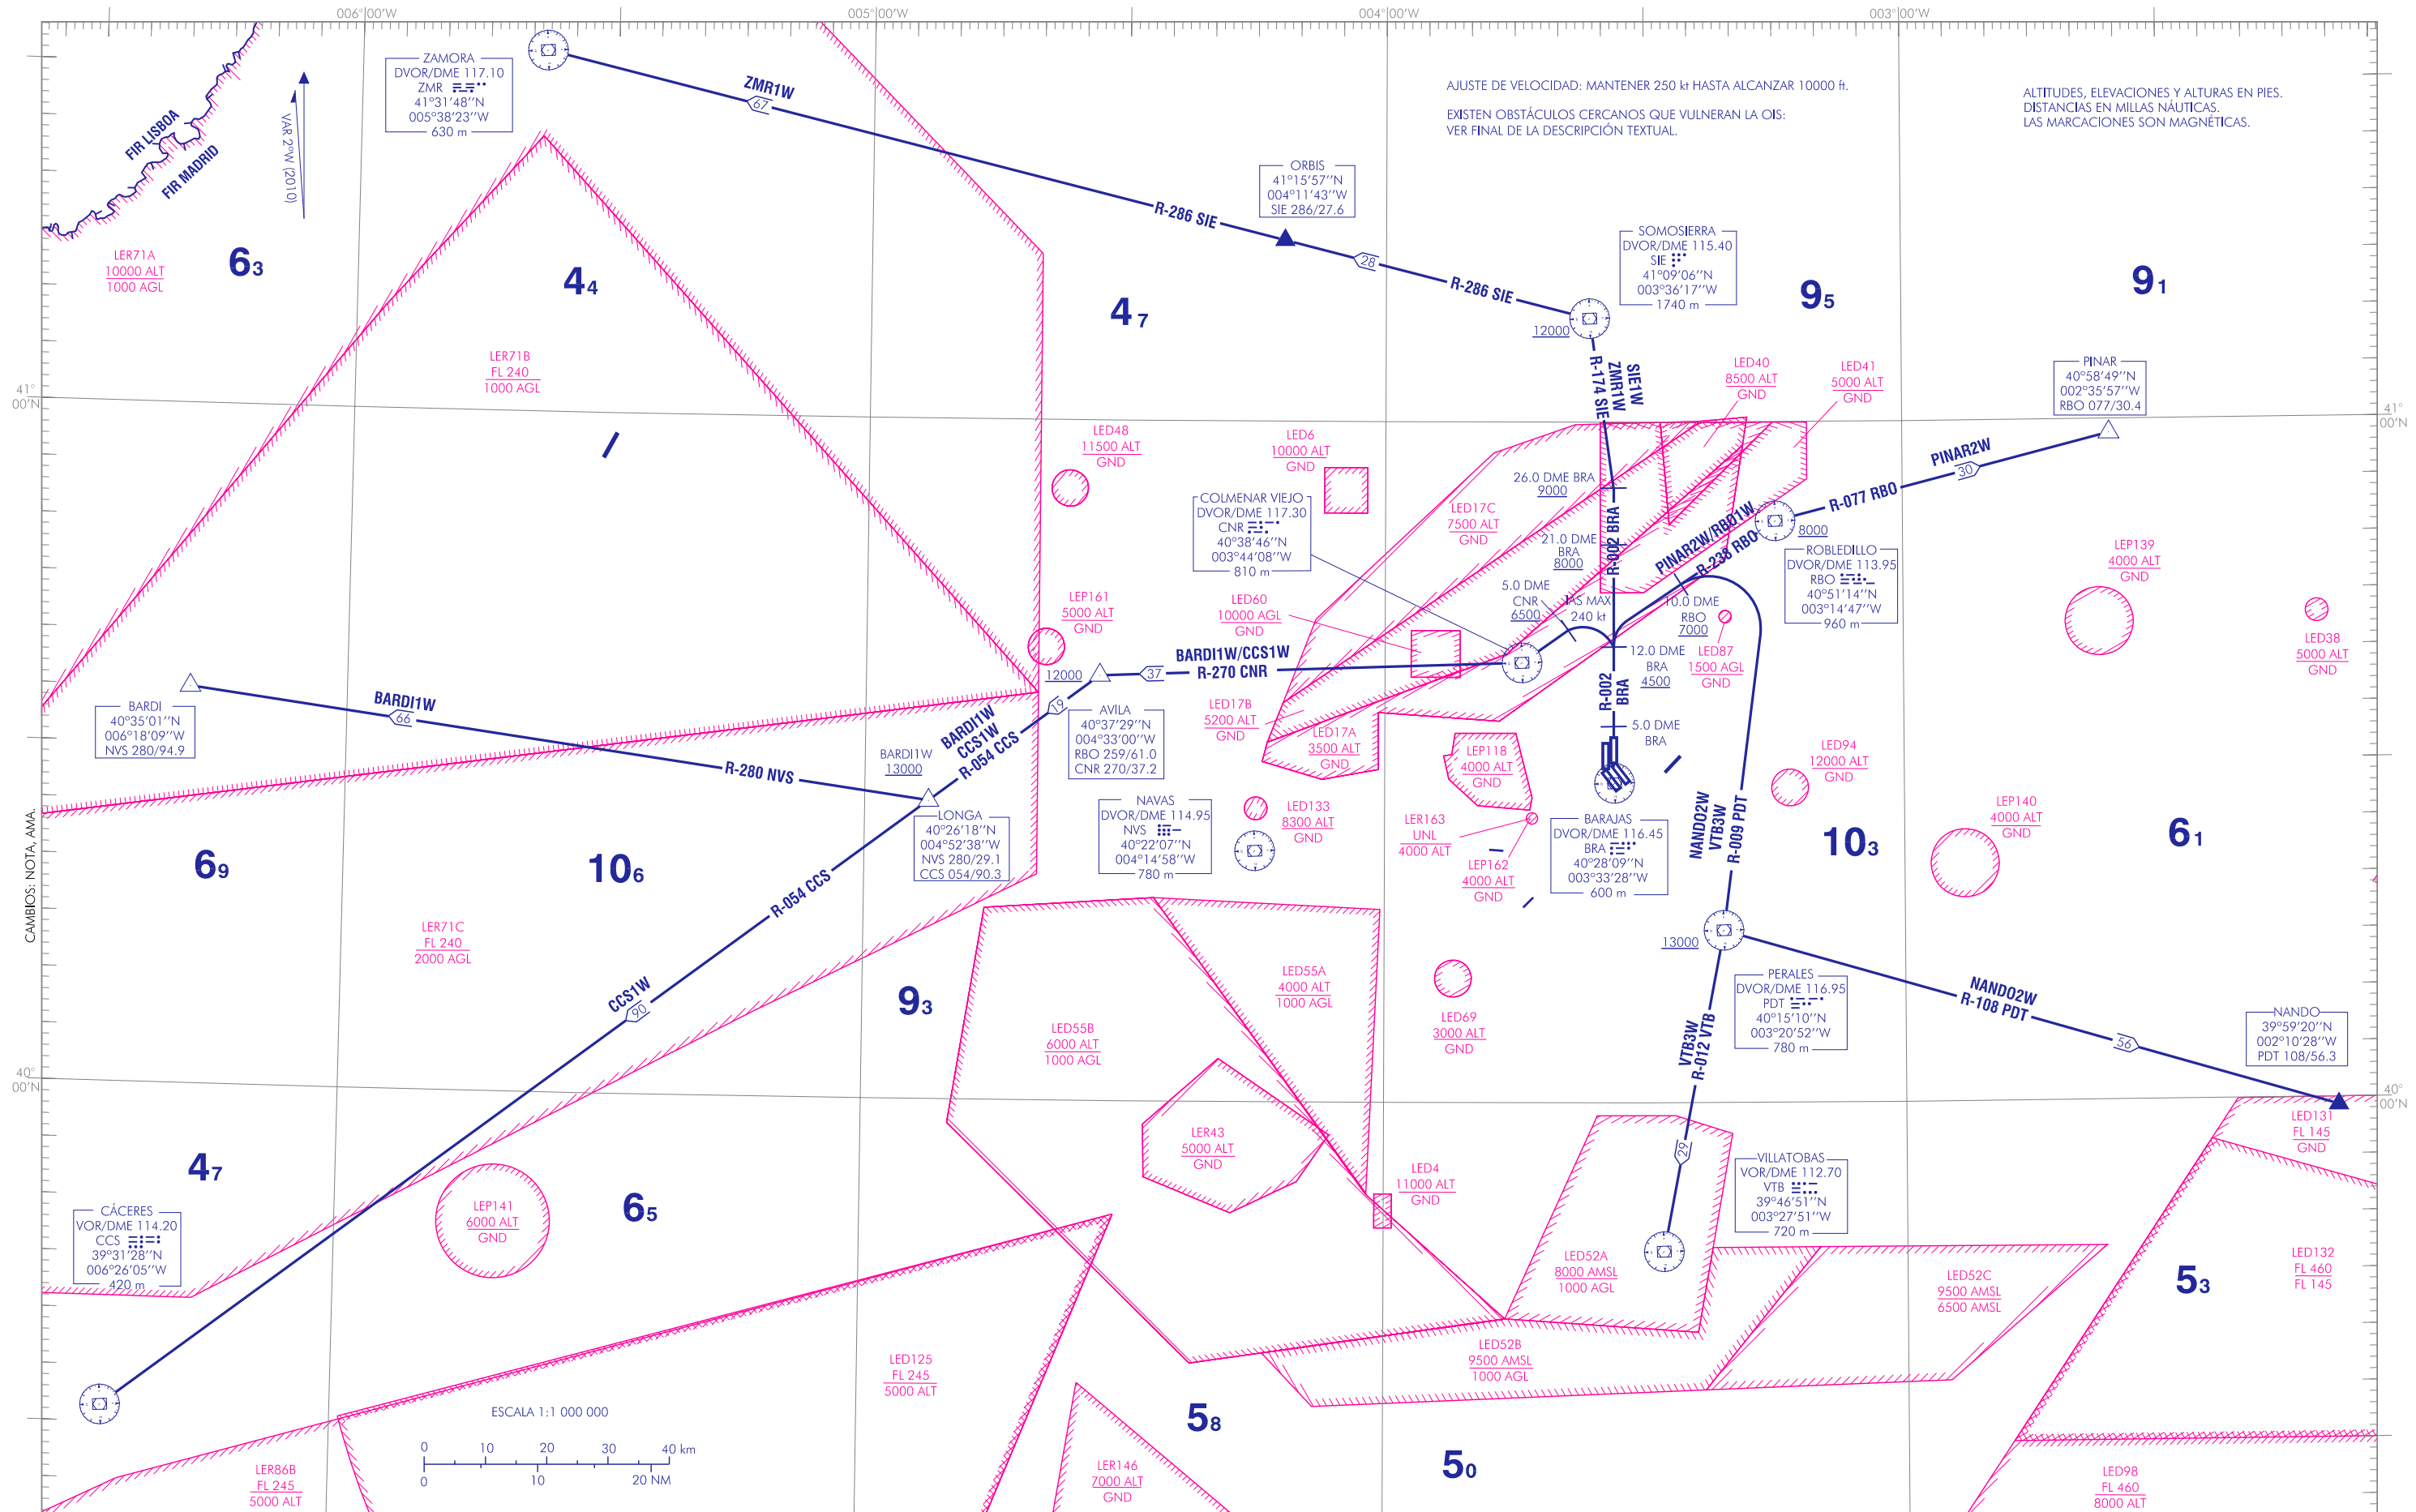 006°00'W
005°00'W
004°00'W
003°00'W
ZAMORA
DVOR/DME 117.10
ZMR
41°31'48''N
005°38'23''W
630 m
ZMR1W
67
AJUSTE DE VELOCIDAD: MANTENER 250 kt HASTA ALCANZAR 10000 ft.
EXISTEN OBSTÁCULOS CERCANOS QUE VULNERAN LA OIS:
VER FINAL DE LA DESCRIPCIÓN TEXTUAL.
ALTITUDES, ELEVACIONES Y ALTURAS EN PIES.
DISTANCIAS EN MILLAS NÁUTICAS.
LAS MARCACIONES SON MAGNÉTICAS.
FIR LISBOA
FIR MADRID
VAR 2°W (2010)
ORBIS
41°15'57''N
004°11'43''W
SIE 286/27.6
R-286 SIE
28
R-286 SIE
SOMOSIERRA
DVOR/DME 115.40
SIE
41°09'06''N
003°36'17''W
1740 m
12000
LER71A
10000 ALT
1000 AGL
63
44
47
95
91
LER71B
FL 240
1000 AGL
R-174 SIE
ZMR1W
SIE1W
LED40
8500 ALT
GND
LED41
5000 ALT
GND
PINAR
40°58'49''N
002°35'57''W
RBO 077/30.4
41°
00'N
41°
00'N
LED48
11500 ALT
GND
LED6
10000 ALT
GND
26.0 DME BRA
9000
PINAR2W
30
R-077 RBO
COLMENAR VIEJO
DVOR/DME 117.30
CNR
40°38'46''N
003°44'08''W
810 m
LED17C
7500 ALT
GND
21.0 DME
BRA
8000
R-002 BRA
PINAR2W/RBO1W
R-238 RBO
8000
ROBLEDILLO
DVOR/DME 113.95
RBO
40°51'14''N
003°14'47''W
960 m
LEP139
4000 ALT
GND
LEP161
5000 ALT
GND
LED60
10000 AGL
GND
5.0 DME
CNR
6500
IAS MAX
240 kt
10.0 DME
RBO
7000
LED87
1500 AGL
GND
LED38
5000 ALT
GND
BARDI1W/CCS1W
37
R-270 CNR
12000
12.0 DME
BRA
4500
R-002
BRA
BARDI
40°35'01''N
006°18'09''W
NVS 280/94.9
BARDI1W
66
19
BARDI1W
CCS1W
R-054 CCS
AVILA
40°37'29''N
004°33'00''W
RBO 259/61.0
CNR 270/37.2
LED17B
5200 ALT
GND
LED17A
3500 ALT
GND
5.0 DME
BRA
LEP118
4000 ALT
GND
LED94
12000 ALT
GND
R-280 NVS
BARDI1W
13000
LONGA
40°26'18''N
004°52'38''W
NVS 280/29.1
CCS 054/90.3
NAVAS
DVOR/DME 114.95
NVS
40°22'07''N
004°14'58''W
780 m
LED133
8300 ALT
GND
LER163
UNL
4000 ALT
LEP162
4000 ALT
GND
BARAJAS
DVOR/DME 116.45
BRA
40°28'09''N
003°33'28''W
600 m
NANDO2W
VTB3W
R-009 PDT
LEP140
4000 ALT
GND
69
106
103
61
CAMBIOS: NOTA, AMA.
LER71C
FL 240
2000 AGL
R-054 CCS
CCS1W
90
93
LED55A
4000 ALT
1000 AGL
LED55B
6000 ALT
1000 AGL
LED69
3000 ALT
GND
13000
PERALES
DVOR/DME 116.95
PDT
40°15'10''N
003°20'52''W
780 m
NANDO2W
R-108 PDT
56
NANDO
39°59'20''N
002°10'28''W
PDT 108/56.3
VTB3W
R-012 VTB
29
40°
00'N
40°
00'N
LED131
FL 145
GND
LER43
5000 ALT
GND
LED4
11000 ALT
GND
VILLATOBAS
VOR/DME 112.70
VTB
39°46'51''N
003°27'51''W
720 m
47
65
CÁCERES
VOR/DME 114.20
CCS
39°31'28''N
006°26'05''W
420 m
LEP141
6000 ALT
GND
LED52A
8000 AMSL
1000 AGL
LED52C
9500 AMSL
6500 AMSL
53
LED132
FL 460
FL 145
LED125
FL 245
5000 ALT
LED52B
9500 AMSL
1000 AGL
58
50
ESCALA 1:1 000 000
0 10 20 30 40 km
0 10 20 NM
LER86B
FL 245
5000 ALT
LER146
7000 ALT
GND
LED98
FL 460
8000 ALT